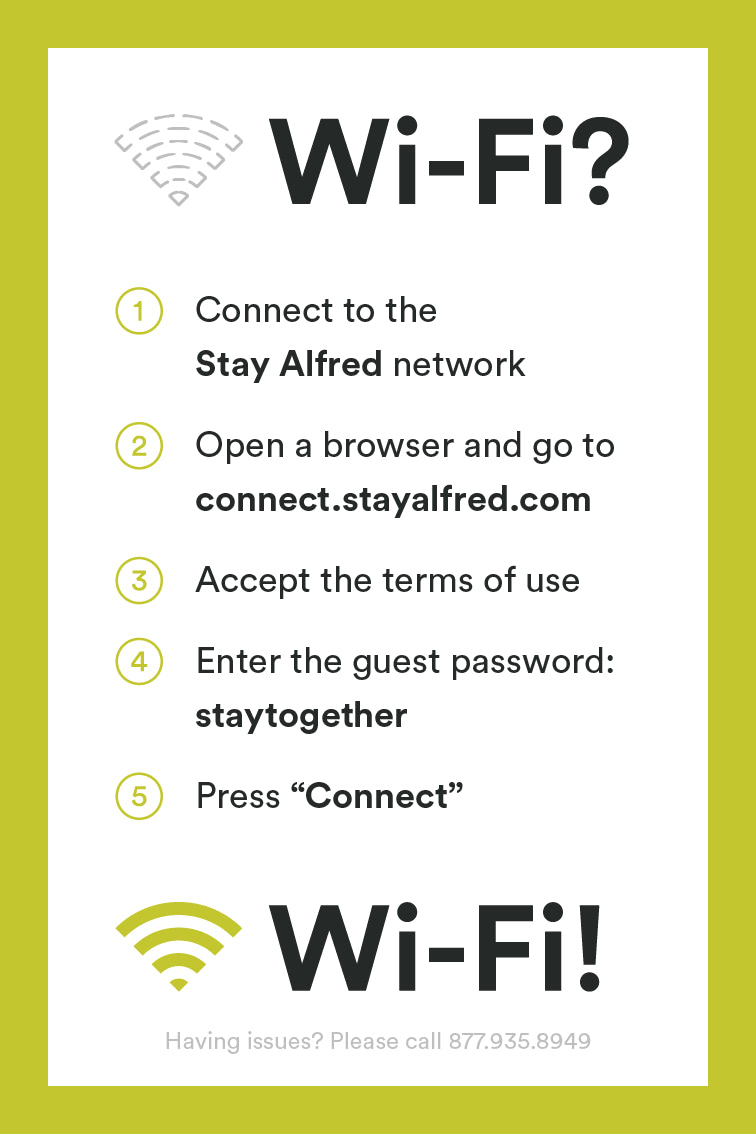 Wi-Fi?
1 Connect to the
Stay Alfred network
2 Open a browser and go to
connect.stayalfred.com
3 Accept the terms of use
4 Enter the guest password:
staytogether
5 Press “Connect”
Wi-Fi!
Having issues? Please call 877.935.8949